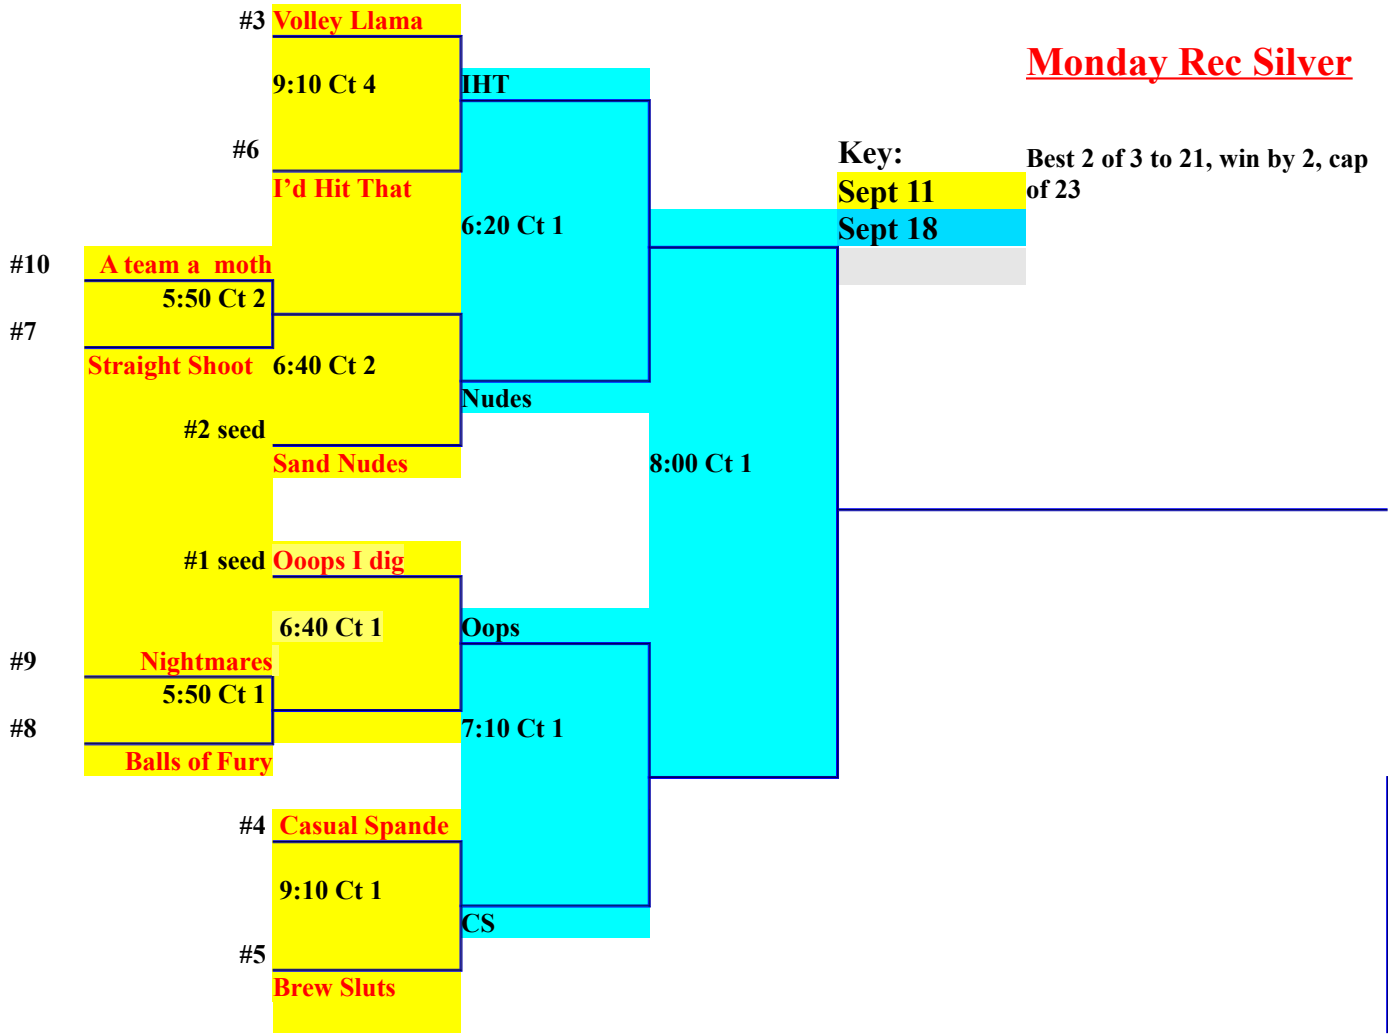 #3 Volley Llama
Monday Rec Silver
9:10 Ct 4
IHT
#6
Key:
Best 2 of 3 to 21, win by 2, cap
of 23
I'd Hit That
Sept 11
6:20 Ct 1
Sept 18
#10 A team a moth
5:50 Ct 2
#7
Straight Shoot
6:40 Ct 2
Nudes
#2 seed
Sand Nudes
8:00 Ct 1
#1 seed Ooops I dig
6:40 Ct 1
Oops
#9 Nightmares
5:50 Ct 1
#8
7:10 Ct 1
Balls of Fury
#4 Casual Spande
9:10 Ct 1
CS
#5
Brew Sluts